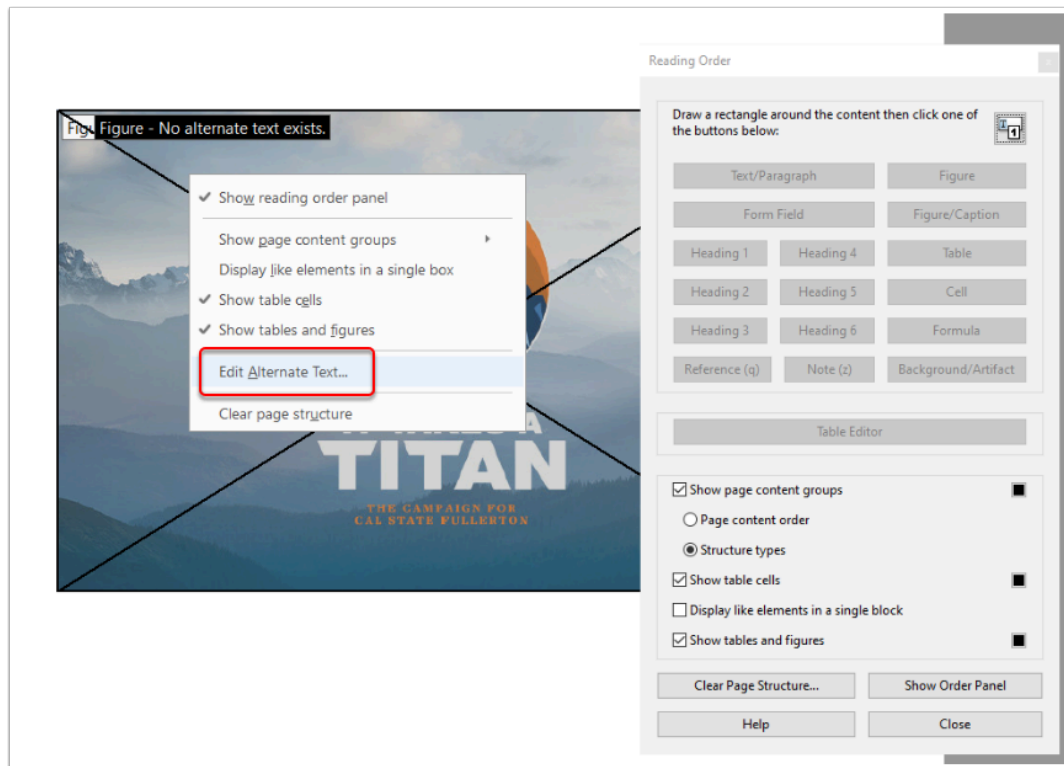 Reading Order
Figure - No alternate text exists.
Show reading order panel
Show page content groups
Display like elements in a single box
Show table cells
Show tables and figures
Edit Alternate Text...
Clear page structure
TITAN
THE CAMPAIGN FOR
CAL STATE FULLERTON
Draw a rectangle around the content then click one of
the buttons below:
Text/Paragraph
Figure
Form Field
Figure/Caption
Heading 1
Heading 4
Table
Heading 2
Heading 5
Cell
Heading 3
Heading 6
Formula
Reference (q)
Note (z)
Background/Artifact
Table Editor
Show page content groups
Page content order
Structure types
Show table cells
Display like elements in a single block
Show tables and figures
Clear Page Structure...
Show Order Panel
Help
Close